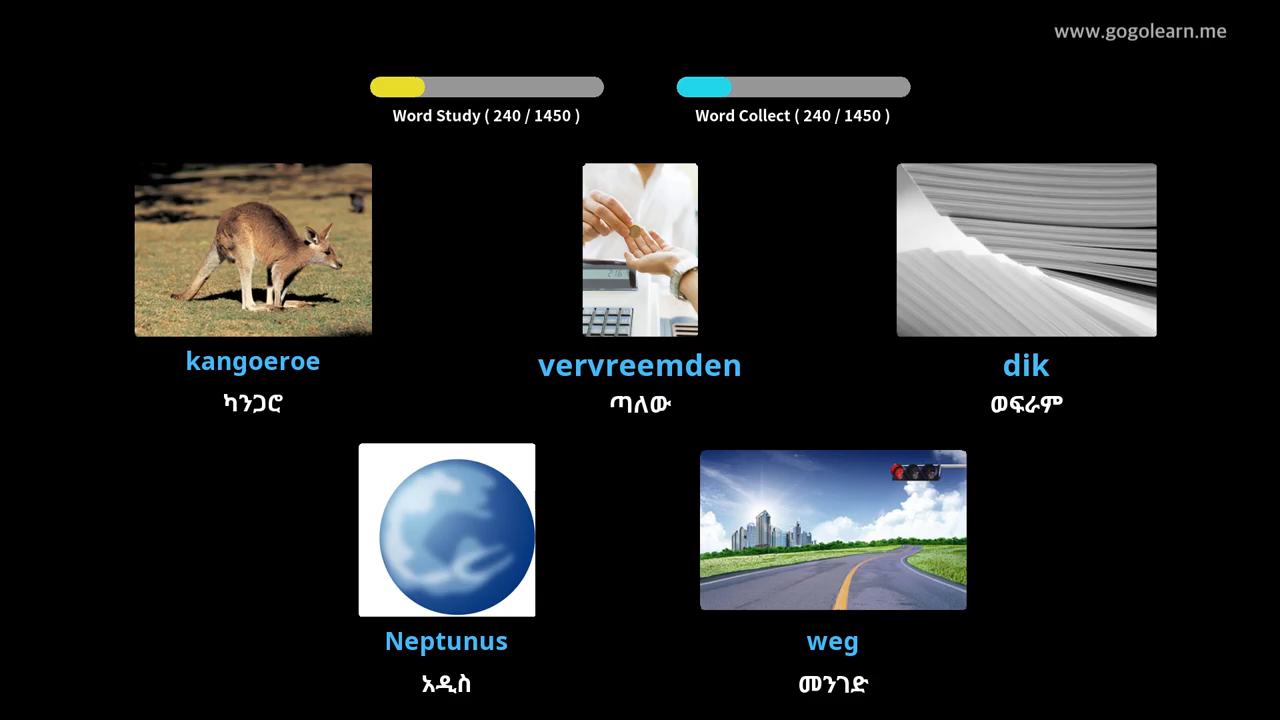 www.gogolearn.me
Word Study ( 240 / 1450 )
Word Collect ( 240 / 1450 )
kangoeroe
ካንጋሮ
vervreemden
ጣለው
dik
ወፍራም
Neptunus
አዲስ
weg
መንገድ